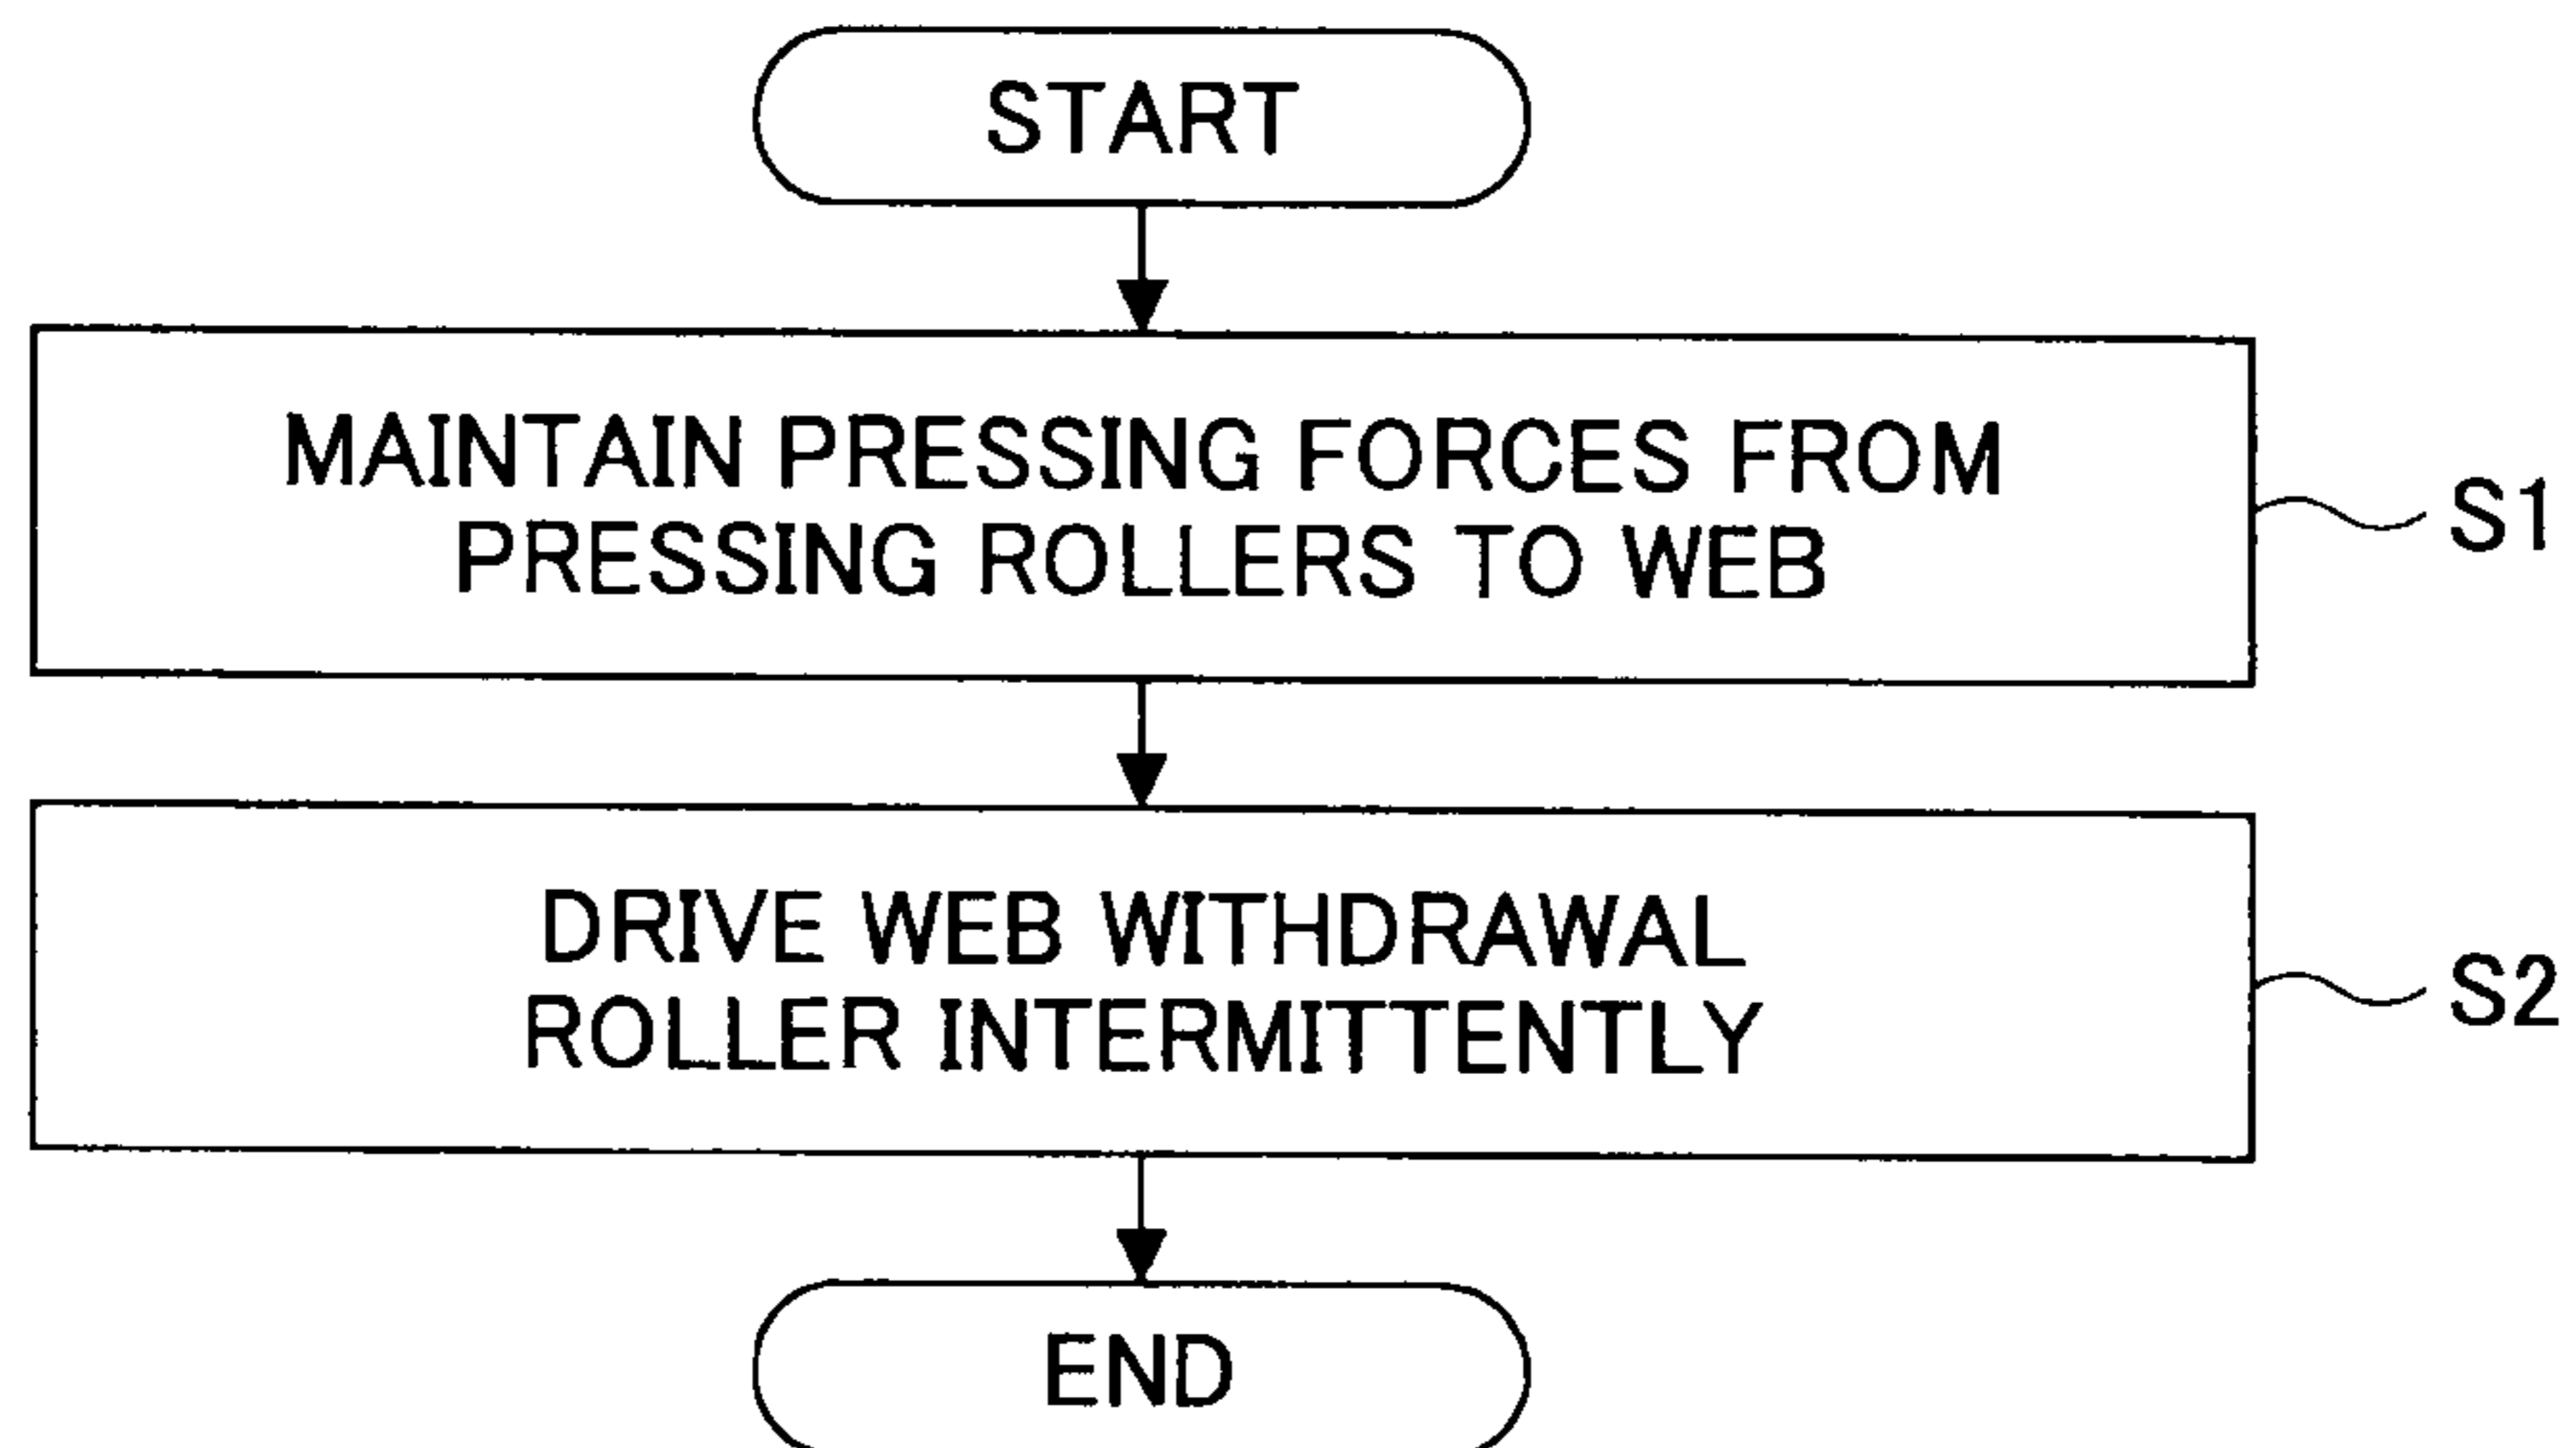 START
MAINTAIN PRESSING FORCES FROM
PRESSING ROLLERS TO WEB
S1
DRIVE WEB WITHDRAWAL
ROLLER INTERMITTENTLY
S2
END